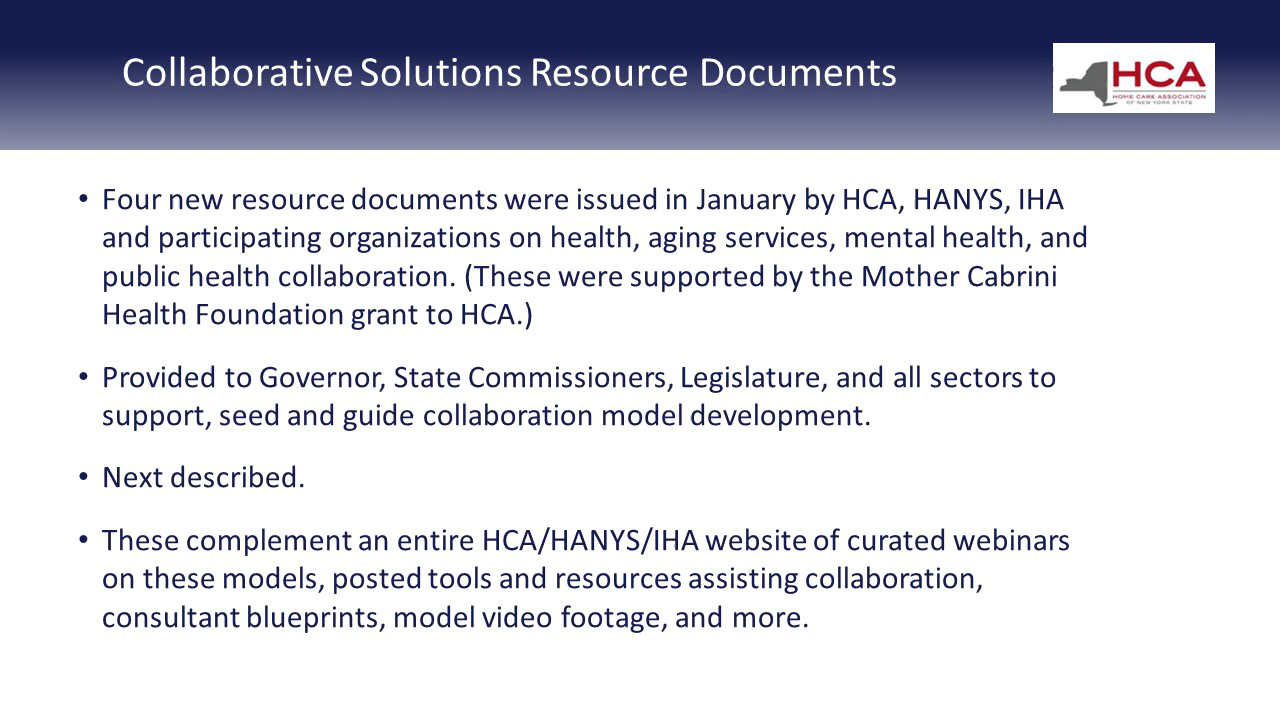 Collaborative Solutions Resource Documents
HCA
HOME CARE ASSOCIATION
OF NEW YORK STATE
• Four new resource documents were issued in January by HCA, HANYS, IHA
and participating organizations on health, aging services, mental health, and
public health collaboration. (These were supported by the Mother Cabrini
Health Foundation grant to HCA.)
• Provided to Governor, State Commissioners, Legislature, and all sectors to
support, seed and guide collaboration model development.
• Next described.
• These complement an entire HCA/HANYS/IHA website of curated webinars
on these models, posted tools and resources assisting collaboration,
consultant blueprints, model video footage, and more.